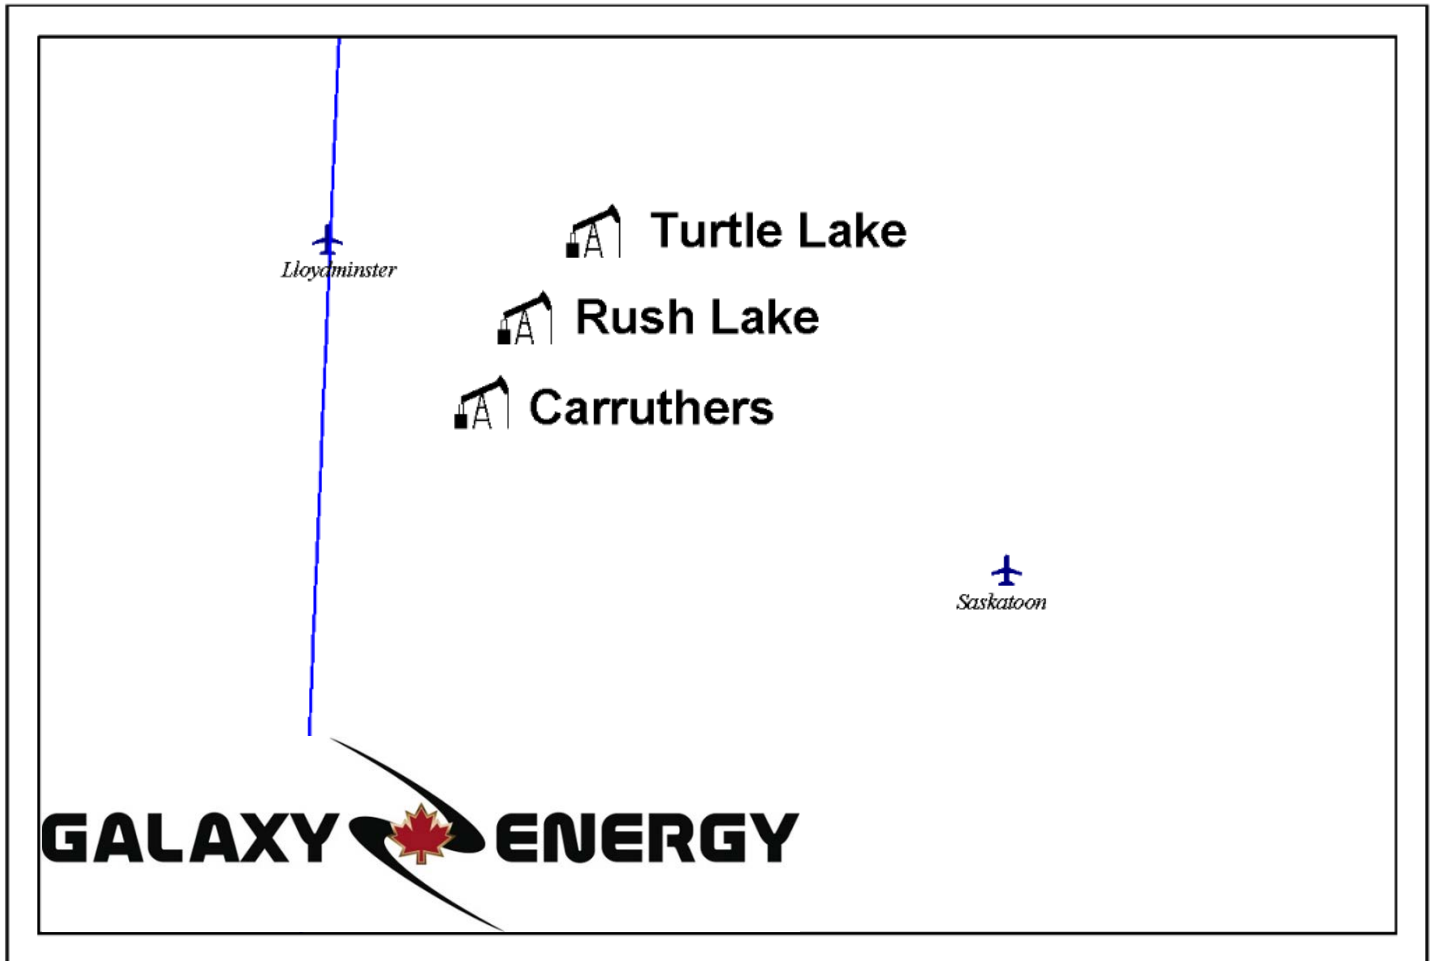 Turtle Lake
Lloydminster
Rush Lake
Carruthers
Saskatoon
GALAXY ENERGY